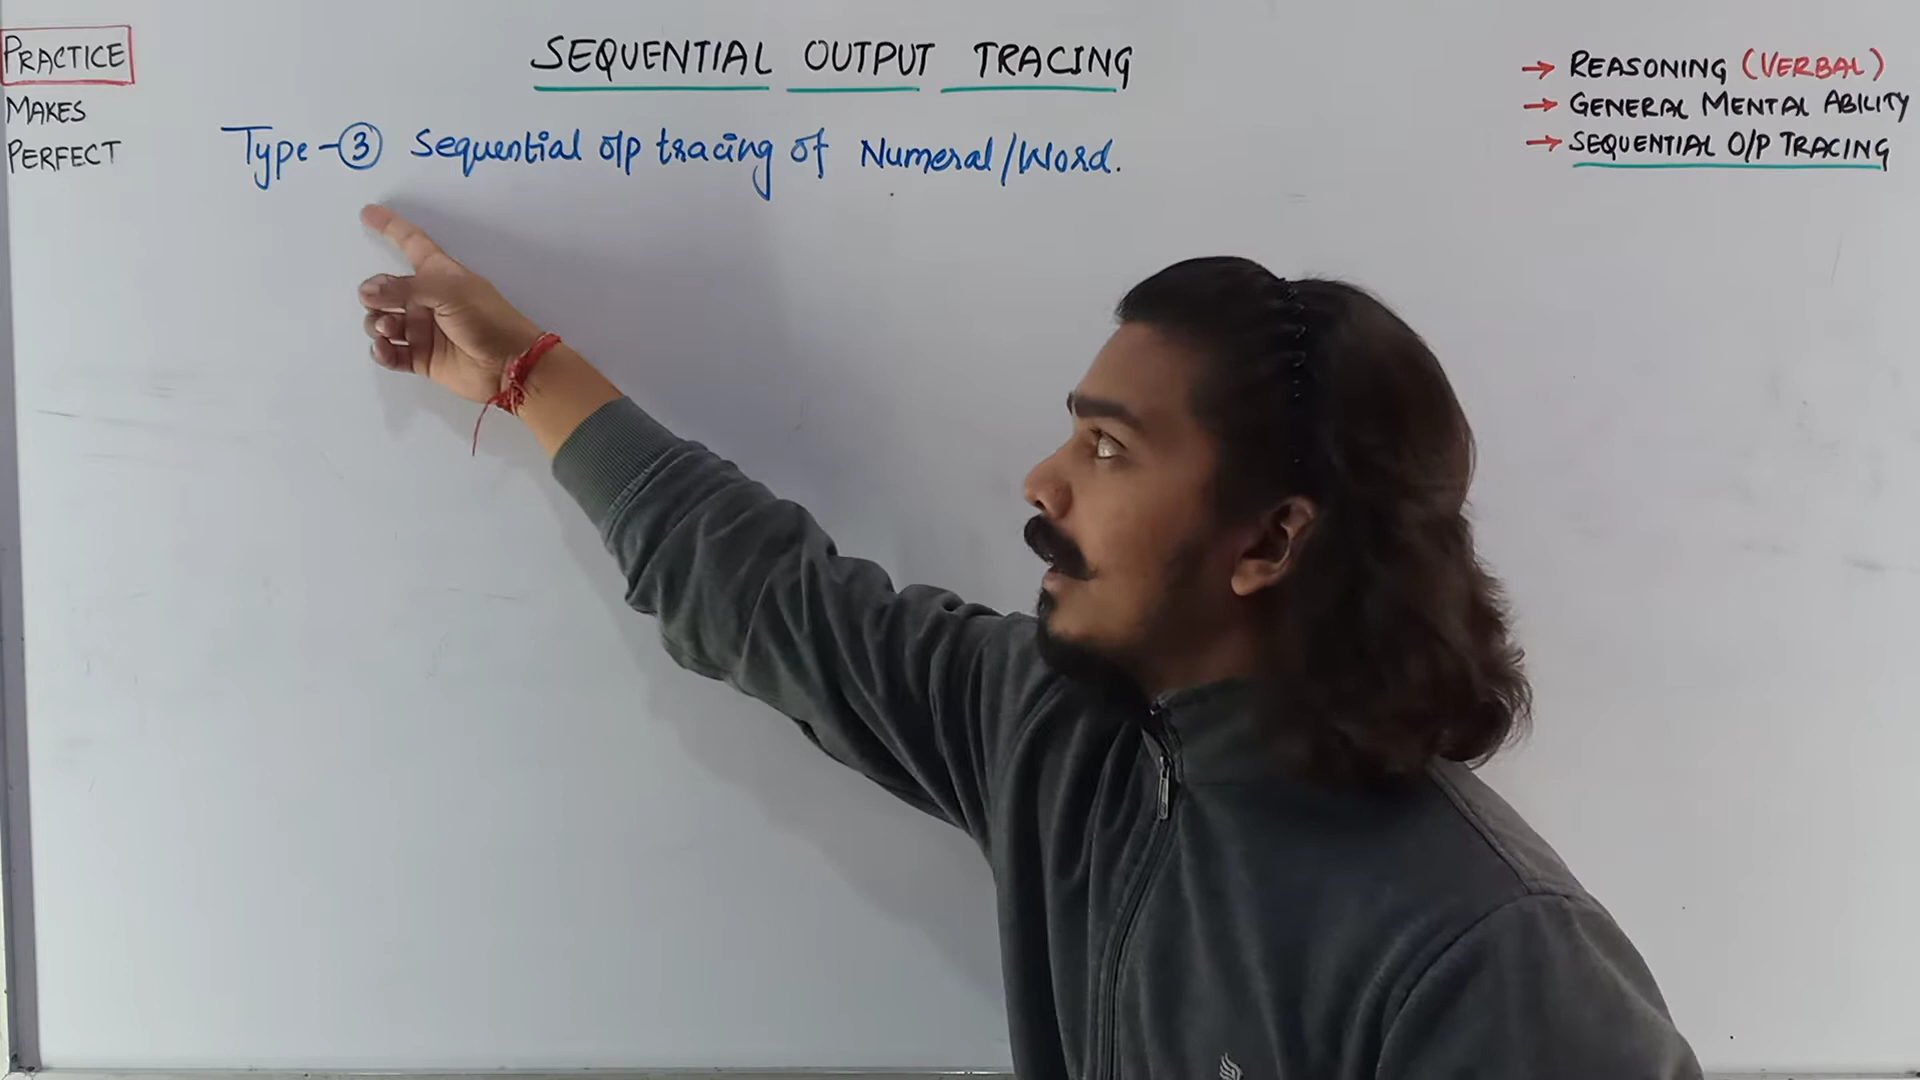 PRACTICE
MAKES
PERFECT
SEQUENTIAL OUTPUT TRACING
Type-③ Sequential o/p tracing of Numeral/Word.
→ REASONING (VERBAL)
→ GENERAL MENTAL ABILITY
→ SEQUENTIAL O/P TRACING